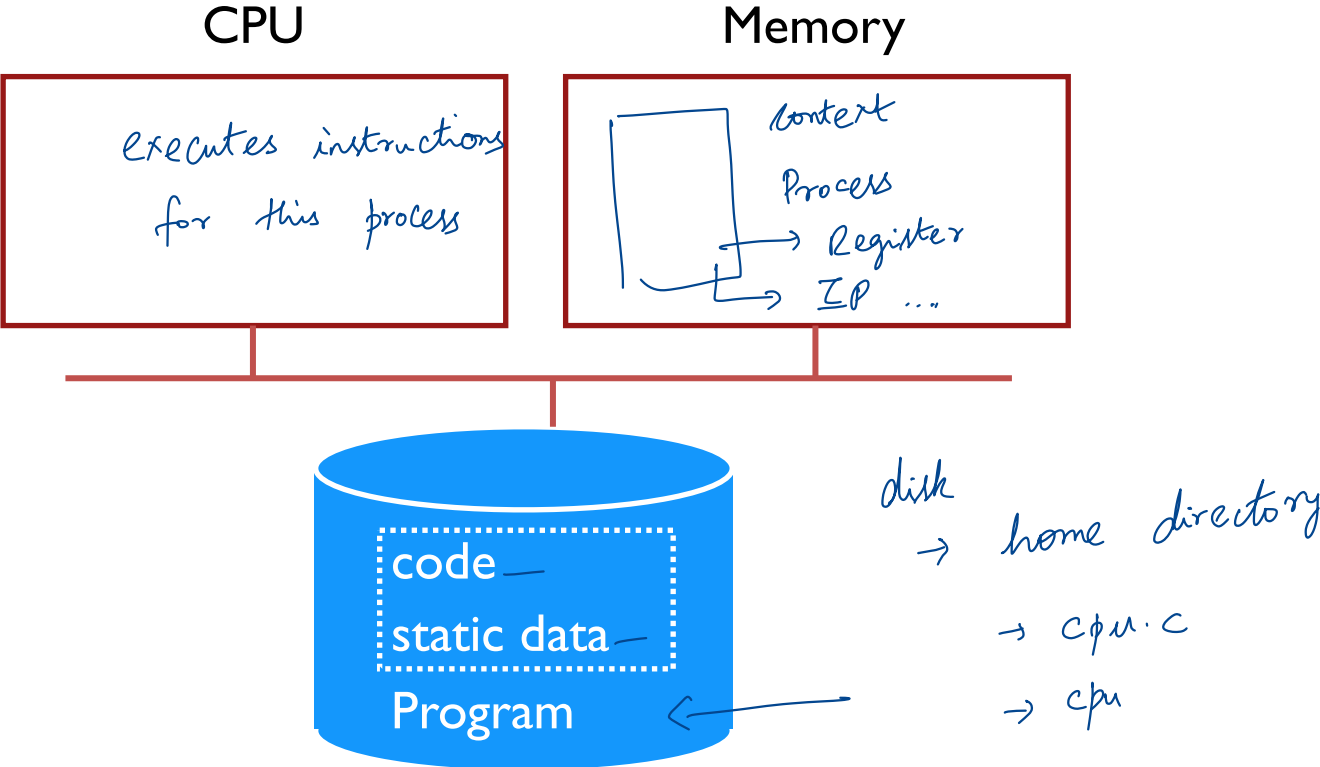 CPU
executes instructions
for this process
Memory
Context
Process
→ Register
→ IP ....
code
static data
Program
disk
→ home directory
→ cpu.c
→ cpu